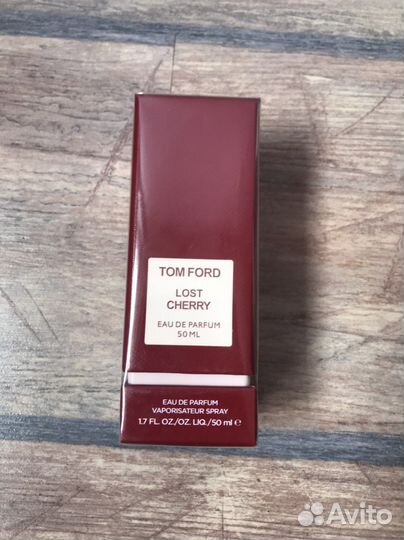 TOM FORD
LOST
CHERRY
EAU DE PARFUM
50 ML
EAU DE PARFUM
VAPORISATEUR SPRAY
1.7 FL. OZ./OZ. LIQ./50 ml ℮
Avito